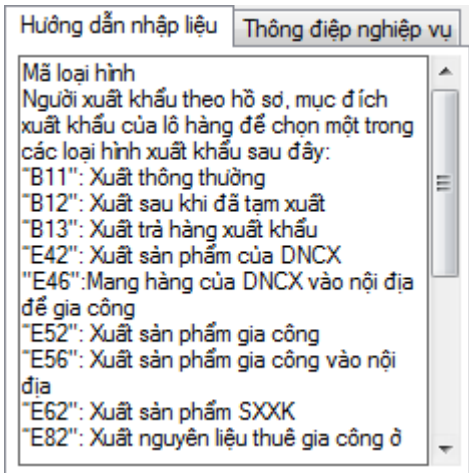 Hướng dẫn nhập liệu
Thông điệp nghiệp vụ
Mã loại hình
Người xuất khẩu theo hồ sơ, mục đích
xuất khẩu của lô hàng để chọn một trong
các loại hình xuất khẩu sau đây:
"B11": Xuất thông thường
"B12": Xuất sau khi đã tạm xuất
"B13": Xuất trả hàng xuất khẩu
"E42": Xuất sản phẩm của DNCX
"E46":Mang hàng của DNCX vào nội địa
để gia công
"E52": Xuất sản phẩm gia công
"E56": Xuất sản phẩm gia công vào nội
địa
"E62": Xuất sản phẩm SXXK
"E82": Xuất nguyên liệu thuê gia công ở